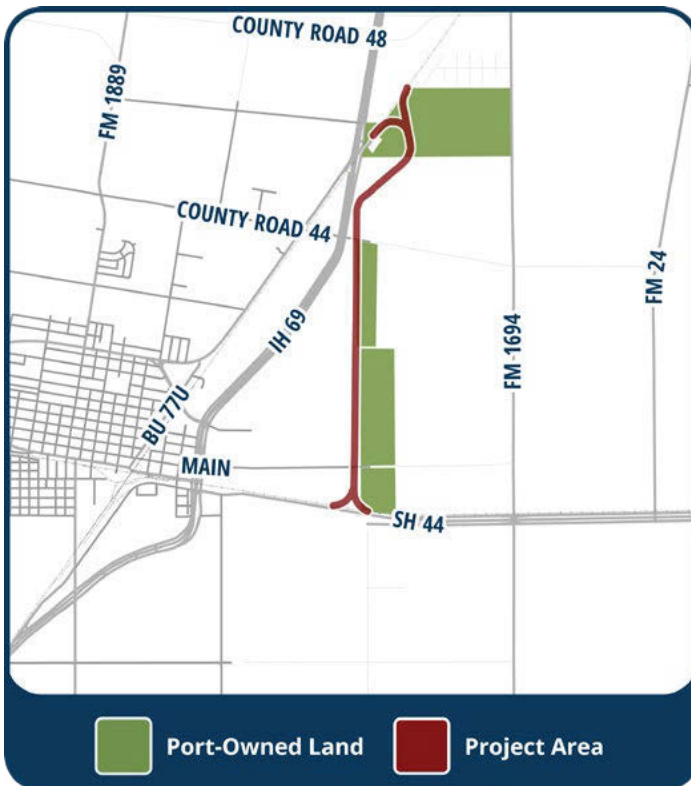 COUNTY ROAD 48
FM 1889
COUNTY ROAD 44
FM 24
IH 69
FM 1694
BU 77U
MAIN
SH 44
Port-Owned Land
Project Area